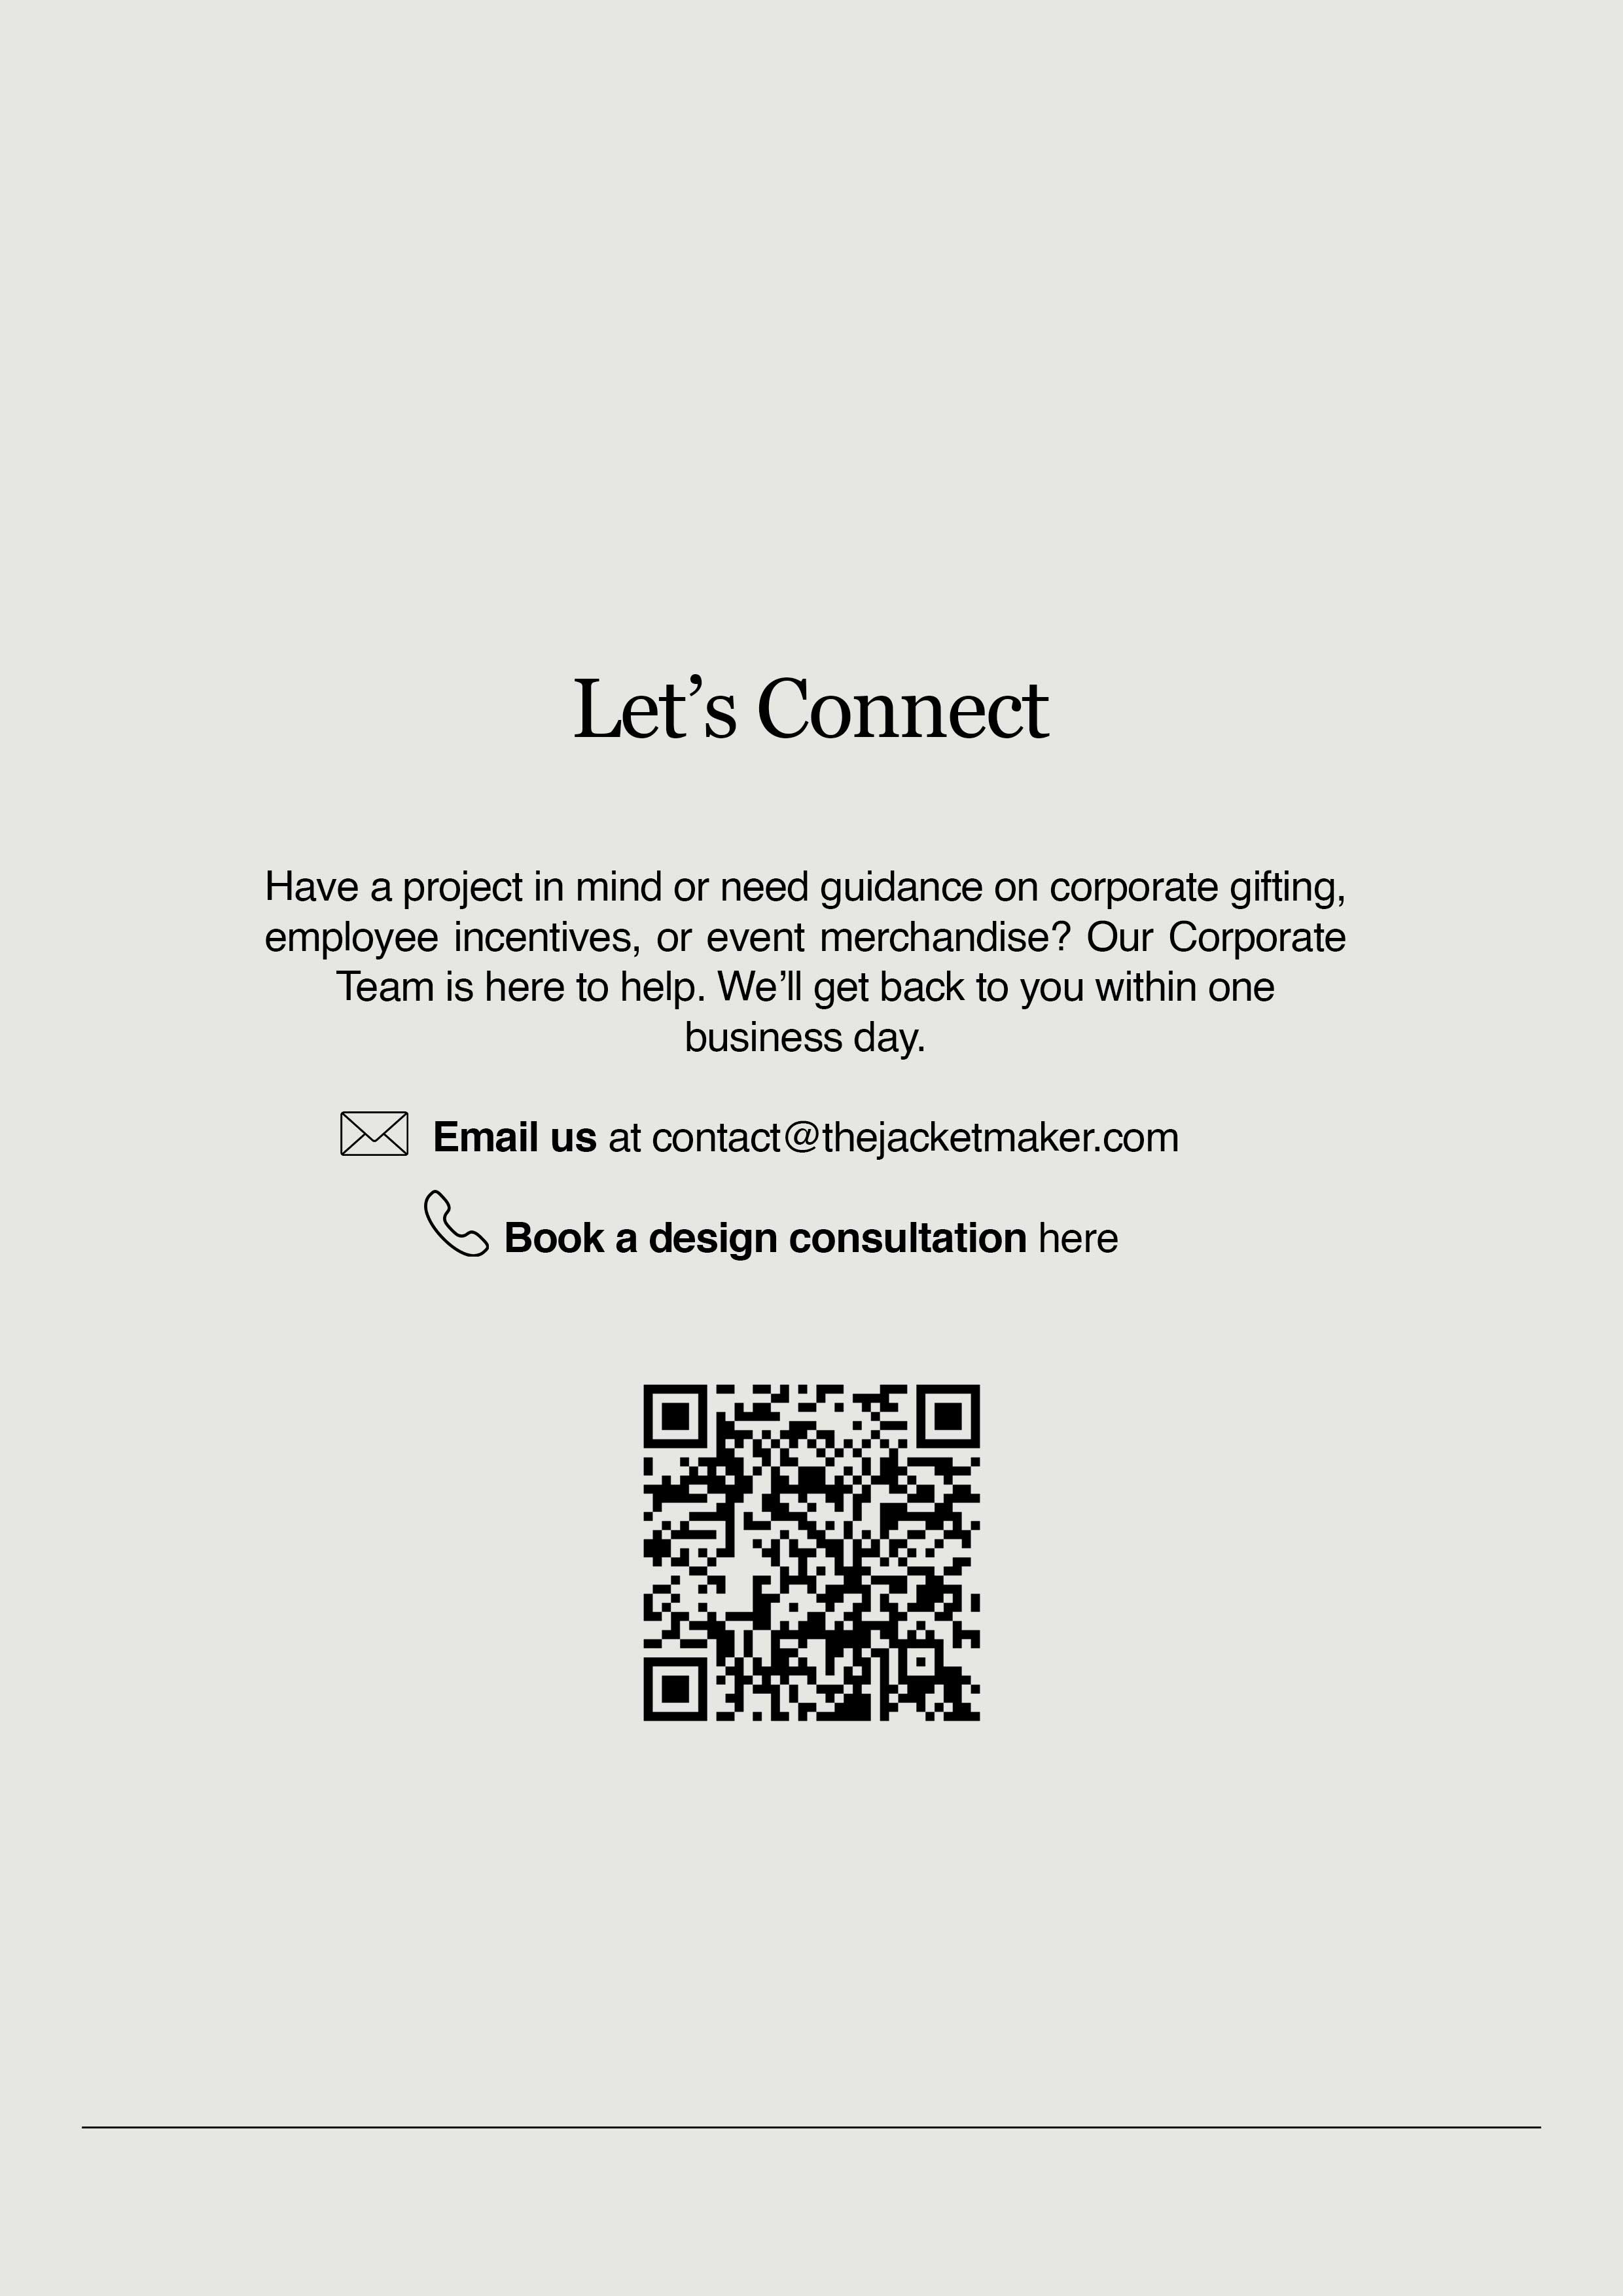 Let’s Connect
Have a project in mind or need guidance on corporate gifting,
employee incentives, or event merchandise? Our Corporate
Team is here to help. We’ll get back to you within one
business day.
Email us at contact@thejacketmaker.com
Book a design consultation here